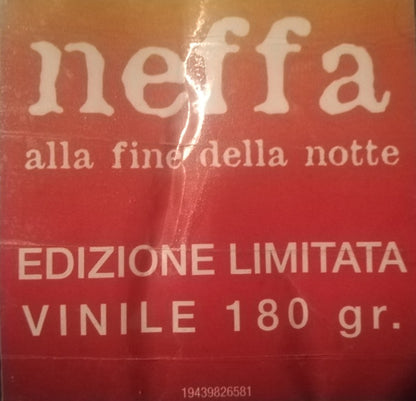 neffa
alla fine della notte
EDIZIONE LIMITATA
VINILE 180 gr.
19439826581